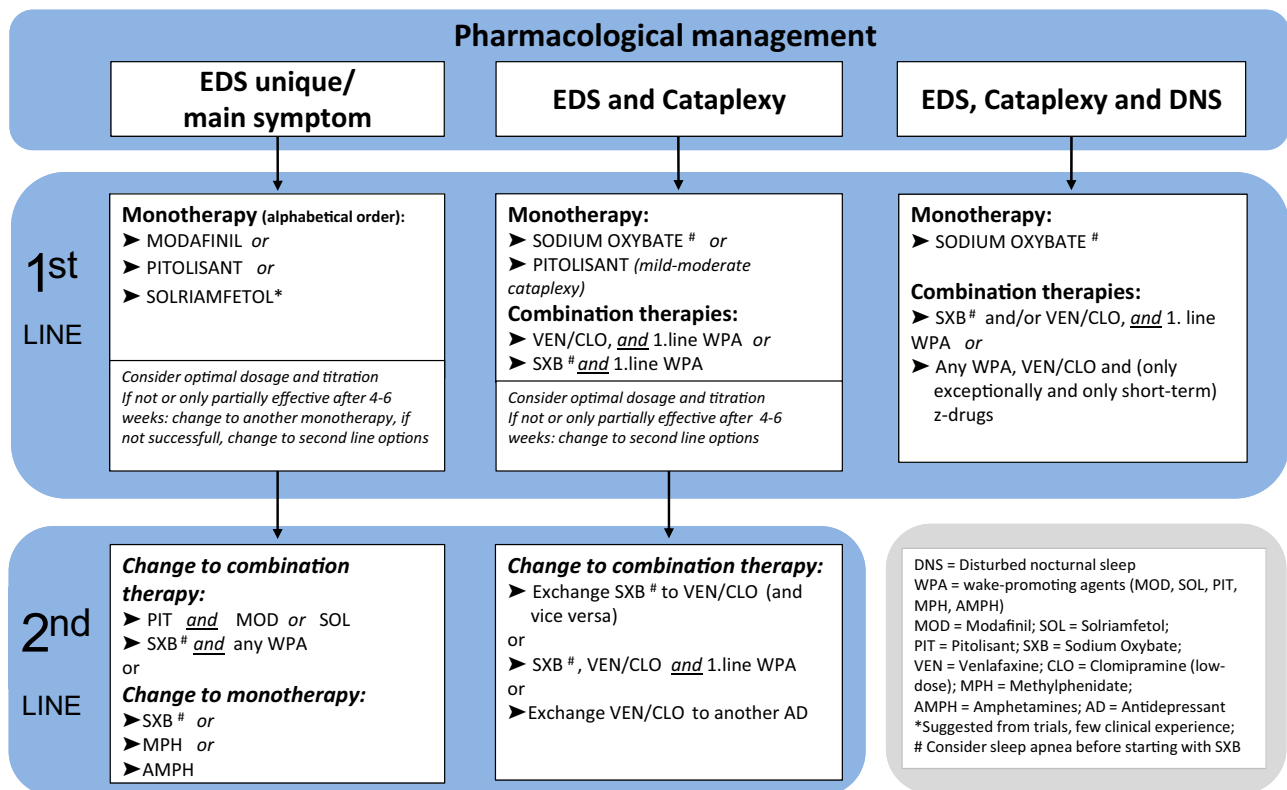 Pharmacological management
EDS unique/
main symptom
EDS and Cataplexy
EDS, Cataplexy and DNS
1st
LINE
Monotherapy (alphabetical order):
➤ MODAFINIL or
➤ PITOLISANT or
➤ SOLRIAMFETOL*
Consider optimal dosage and titration
If not or only partially effective after 4-6
weeks: change to another monotherapy, if
not successfull, change to second line options
Monotherapy:
➤ SODIUM OXYBATE # or
➤ PITOLISANT (mild-moderate
cataplexy)
Combination therapies:
➤ VEN/CLO, and 1.line WPA or
➤ SXB # and 1.line WPA
Consider optimal dosage and titration
If not or only partially effective after 4-6
weeks: change to second line options
Monotherapy:
➤ SODIUM OXYBATE #
Combination therapies:
➤ SXB # and/or VEN/CLO, and 1. line
WPA or
➤ Any WPA, VEN/CLO and (only
exceptionally and only short-term)
z-drugs
2nd
LINE
Change to combination
therapy:
➤ PIT and MOD or SOL
➤ SXB # and any WPA
or
Change to monotherapy:
➤ SXB # or
➤ MPH or
➤ AMPH
Change to combination therapy:
➤ Exchange SXB # to VEN/CLO (and
vice versa)
or
➤ SXB #, VEN/CLO and 1.line WPA
or
➤ Exchange VEN/CLO to another AD
DNS = Disturbed nocturnal sleep
WPA = wake-promoting agents (MOD, SOL, PIT,
MPH, AMPH)
MOD = Modafinil; SOL = Solriamfetol;
PIT = Pitolisant; SXB = Sodium Oxybate;
VEN = Venlafaxine; CLO = Clomipramine (low-
dose); MPH = Methylphenidate;
AMPH = Amphetamines; AD = Antidepressant
*Suggested from trials, few clinical experience;
# Consider sleep apnea before starting with SXB